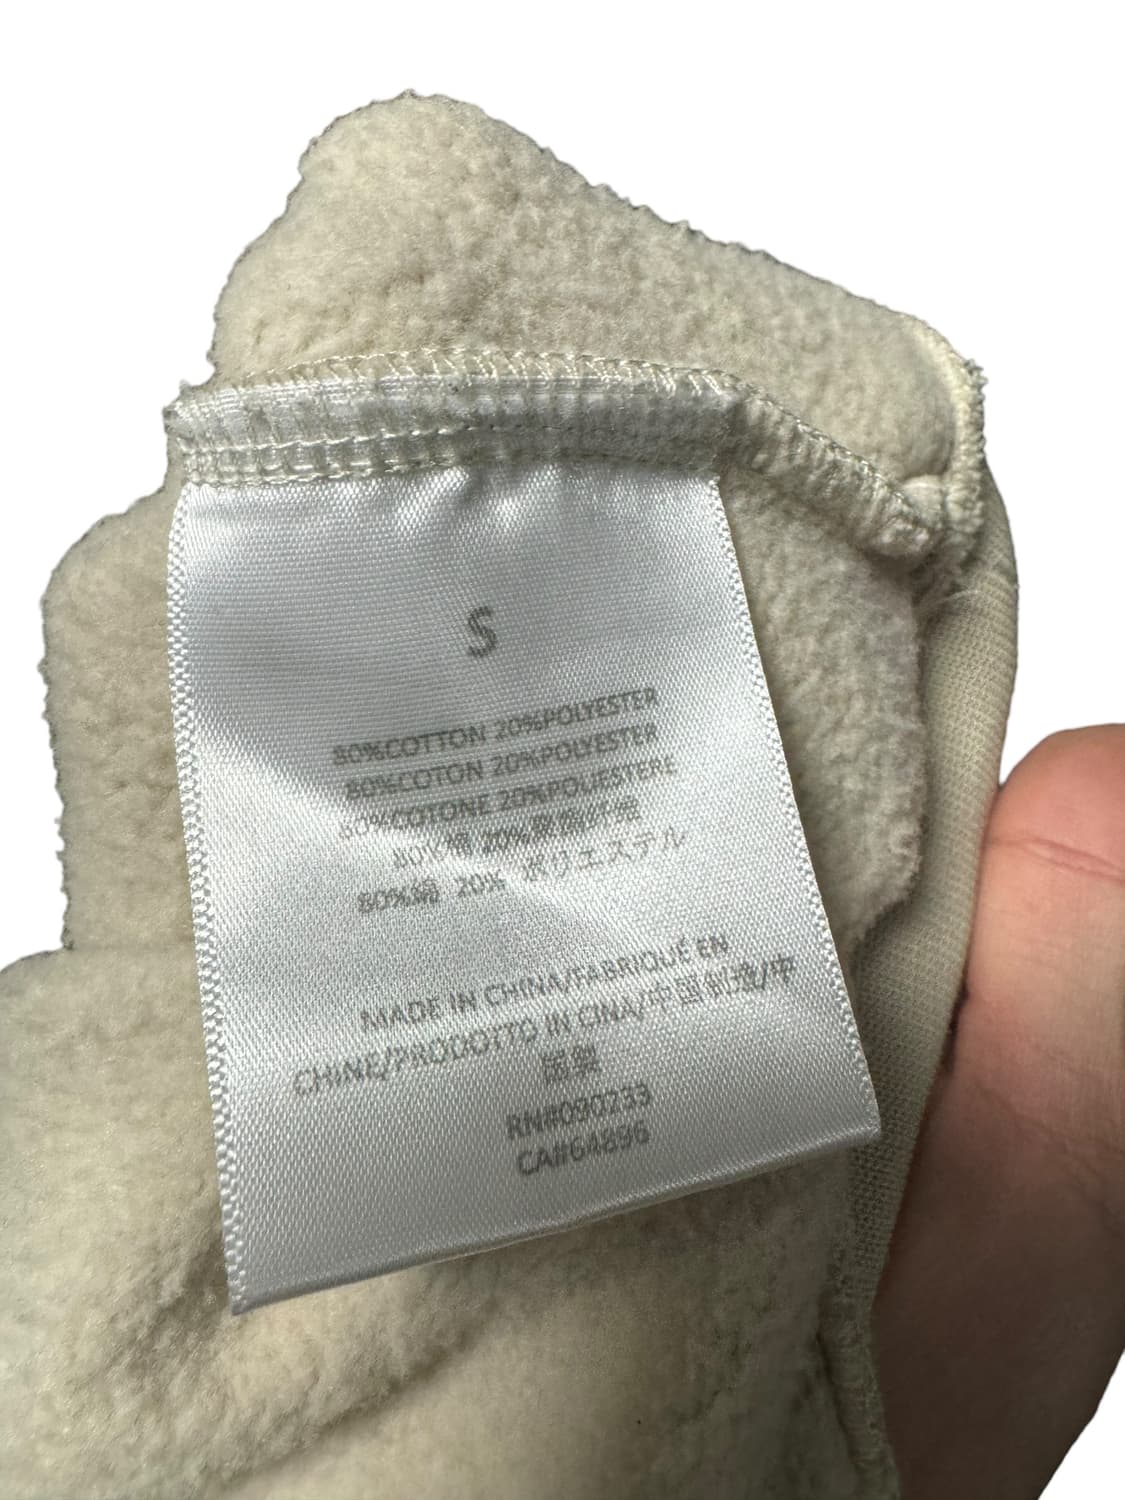 S
80%COTTON 20%POLYESTER
80%COTON 20%POLYESTER
80%COTONE 20%POLIESTERE
80%棉 20%聚酯纤维
80%綿 20% ポリエステル
MADE IN CHINA/FABRIQUÉ EN
CHINE/PRODOTTO IN CINA/中国制造/中
国製
RN#090233
CA#64896